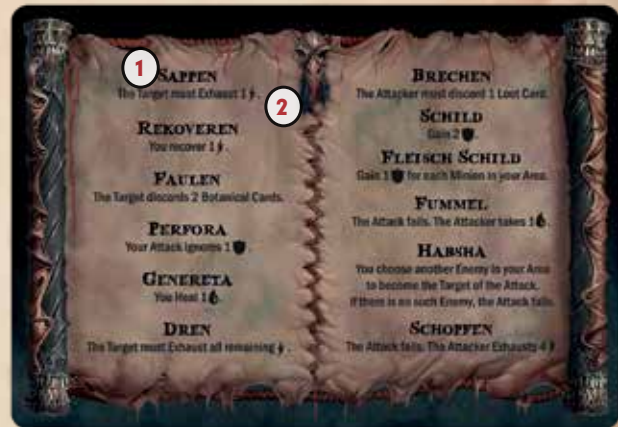 1
SAPPEN
The Target must Exhaust 1
2
REKOVEREN
You recover 1
FAULEN
The Target discards 2 Botanical Cards.
PERFORA
Your Attack ignores 1
GENERETA
You Heal 1
DREN
The Target must Exhaust all remaining
BRECHEN
The Attacker must discard 1 Loot Card.
SCHILD
Gain 2
FLEISCH SCHILD
Gain 1 for each Minion in your Area.
FUMMEL
The Attack fails. The Attacker takes 1
HABSHA
You choose another Enemy in your Area
to become the Target of the Attack.
If there is no such Enemy, the Attack fails.
SCHOPFEN
The Attack fails. The Attacker Exhausts 4